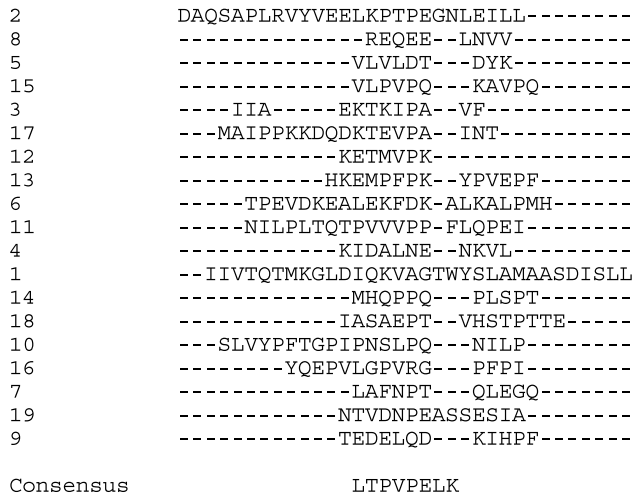 2 DAQSAPLRVYVEELKPTPEGNLEILL--------
8 --------------REQEE--LNVV---------
5 -------------VLVLDT---DYK---------
15 -------------VLPVPQ---KAVPQ-------
3 ----IIA-----EKTKIPA--VF-----------
17 ---MAIPPKKDQDKTEVPA--INT----------
12 ------------KETMVPK---------------
13 -----------HKEMPFPK--YPVEPF-------
6 -----TPEVDKEALEKFDK-ALKALPMH------
11 -----NILPLTQTPVVVPP-FLQPEI--------
4 ------------KIDALNE--NKVL---------
1 --IIVTQTMKGLDIQKVAGTWYSLAMAASDISLL
14 -------------MHQPPQ---PLSPT-------
18 ------------IASAEPT--VHSTPTTE-----
10 ---SLVYPFTGPIPNSLPQ---NILP--------
16 --------YQEPVLGPVRG---PFPI--------
7 -------------LAFNPT---QLEGQ-------
19 ------------NTVDNPEASSESIA--------
9 ------------TEDELQD---KIHPF-------
Consensus LTPVPELK